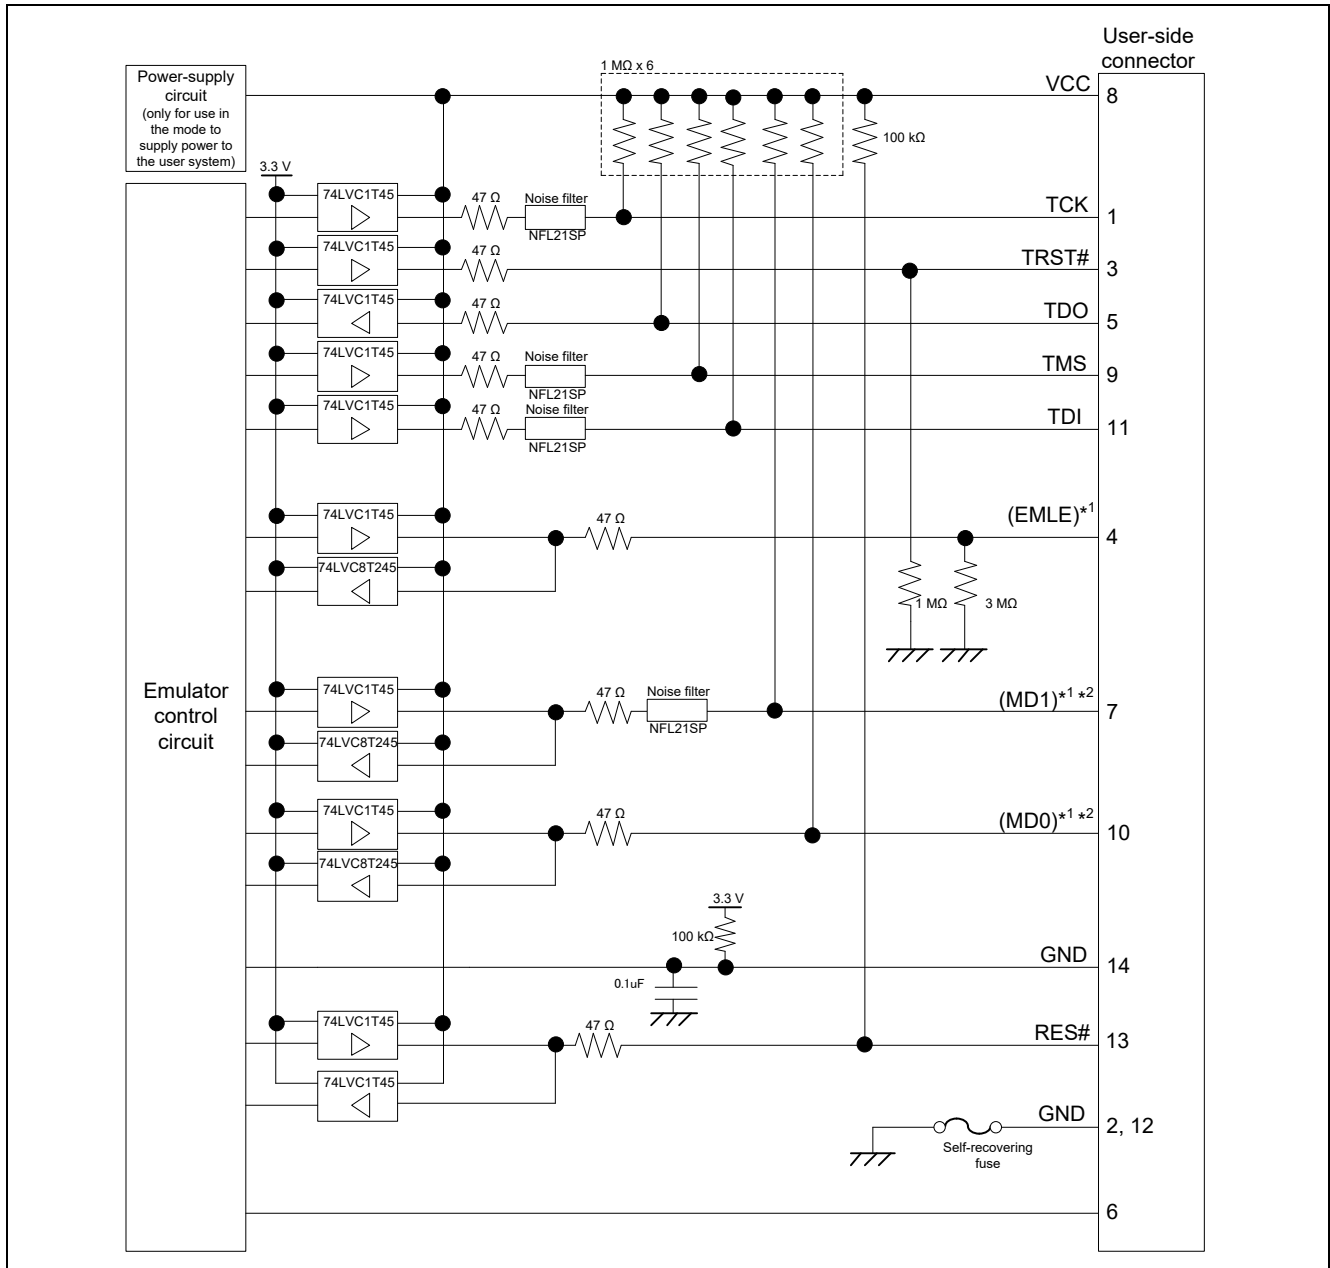 User-side
connector
Power-supply
circuit
(only for use in
the mode to
supply power to
the user system)
1 MΩ x 6
VCC
8
100 kΩ
3.3 V
74LVC1T45
47 Ω
Noise filter
NFL21SP
TCK
1
74LVC1T45
47 Ω
TRST#
3
74LVC1T45
47 Ω
TDO
5
74LVC1T45
47 Ω
Noise filter
NFL21SP
TMS
9
74LVC1T45
47 Ω
Noise filter
NFL21SP
TDI
11
74LVC1T45
47 Ω
(EMLE)*1
4
74LVC8T245
1 MΩ
3 MΩ
Emulator
control
circuit
74LVC1T45
47 Ω
Noise filter
NFL21SP
(MD1)*1 *2
7
74LVC8T245
74LVC1T45
47 Ω
(MD0)*1 *2
10
74LVC8T245
3.3 V
100 kΩ
GND
14
0.1uF
74LVC1T45
47 Ω
RES#
13
74LVC1T45
GND
2, 12
Self-recovering
fuse
6